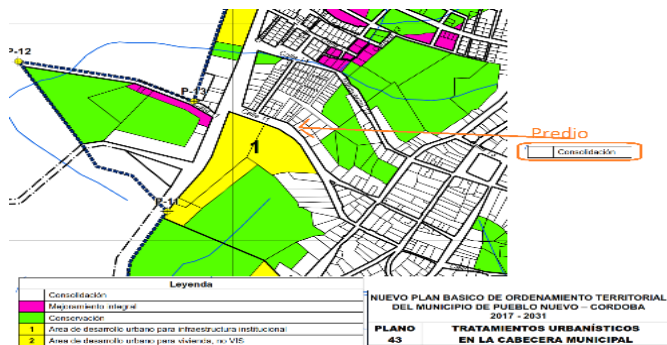 P-12
P-13
1
P-11
Predio
Consolidación
Leyenda
Consolidación
Mejoramiento integral
Conservación
1 Area de desarrollo urbano para infraestructura institucional
2 Area de desarrollo urbano para vivienda, no VIS
NUEVO PLAN BASICO DE ORDENAMIENTO TERRITORIAL
DEL MUNICIPIO DE PUEBLO NUEVO – CORDOBA
2017 - 2031
PLANO
43
TRATAMIENTOS URBANÍSTICOS
EN LA CABECERA MUNICIPAL